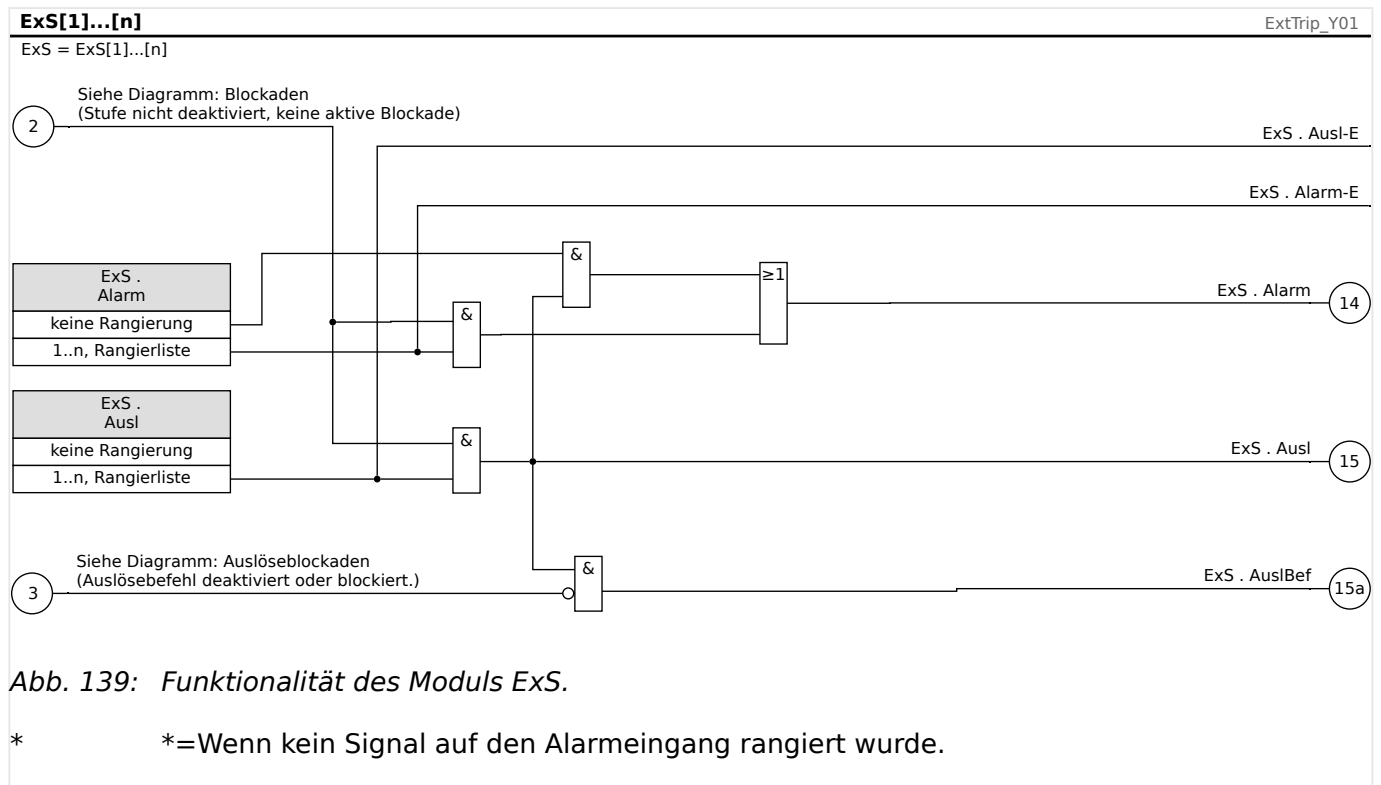 ExS[1]...[n]
ExtTrip_Y01
ExS = ExS[1]...[n]
Siehe Diagramm: Blockaden
(Stufe nicht deaktiviert, keine aktive Blockade)
2
ExS . Ausl-E
ExS . Alarm-E
&
ExS .
Alarm
≥1
keine Rangierung
&
ExS . Alarm
14
1..n, Rangierliste
ExS .
Ausl
keine Rangierung
&
ExS . Ausl
15
1..n, Rangierliste
Siehe Diagramm: Auslöseblockaden
(Auslösebefehl deaktiviert oder blockiert.)
3
&
ExS . AuslBef
15a
Abb. 139: Funktionalität des Moduls ExS.
* *=Wenn kein Signal auf den Alarmeingang rangiert wurde.